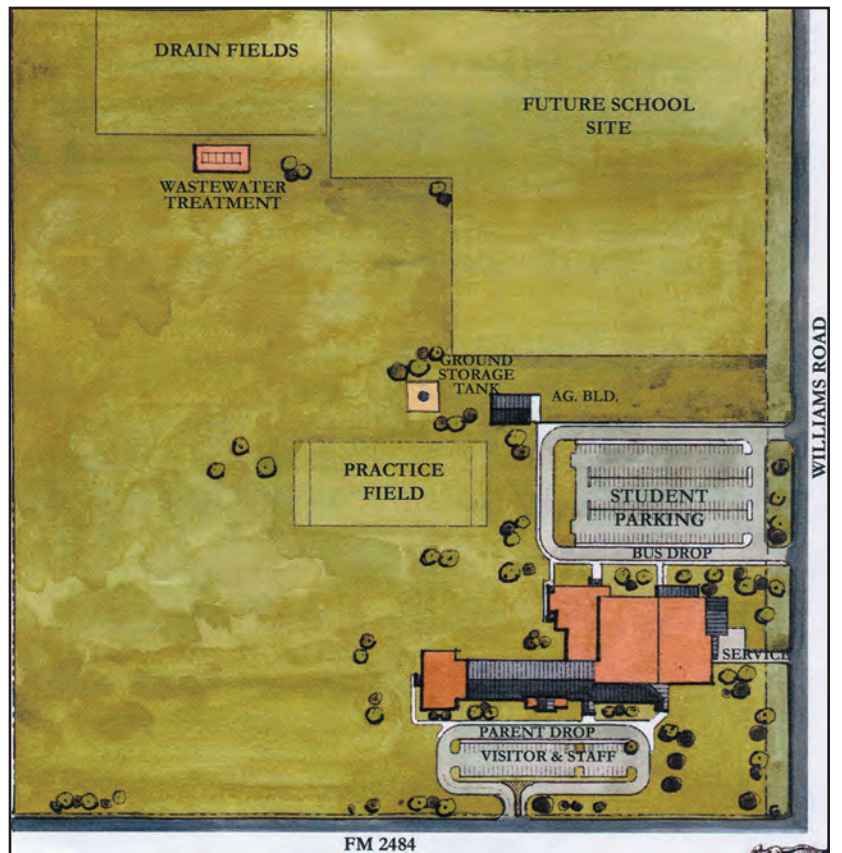 DRAIN FIELDS
FUTURE SCHOOL
SITE
WASTEWATER
TREATMENT
WILLIAMS ROAD
GROUND
STORAGE
TANK
AG. BLD.
PRACTICE
FIELD
STUDENT
PARKING
BUS DROP
SERVICE
PARENT DROP
VISITOR & STAFF
FM 2484